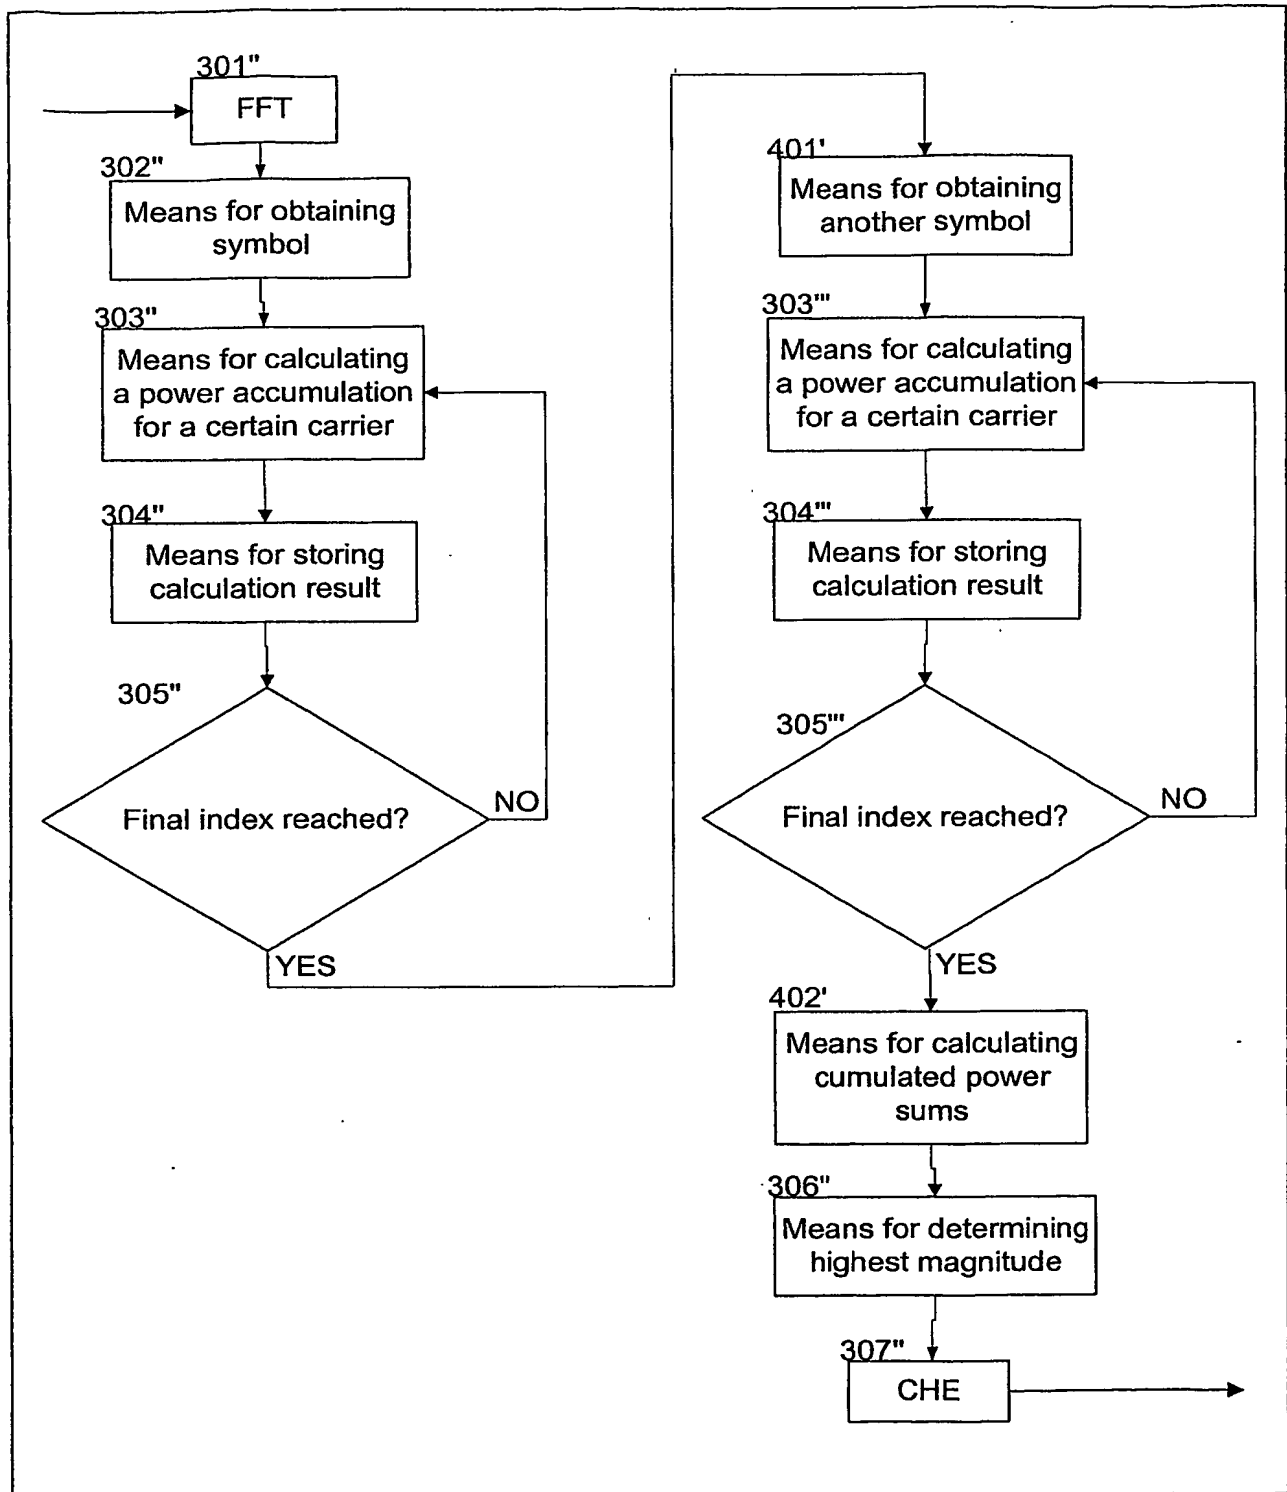 301"
FFT
302"
Means for obtaining
symbol
303"
Means for calculating
a power accumulation
for a certain carrier
304"
Means for storing
calculation result
305"
Final index reached?
NO
YES
401'
Means for obtaining
another symbol
303'"
Means for calculating
a power accumulation
for a certain carrier
304'"
Means for storing
calculation result
305'"
Final index reached?
NO
YES
402'
Means for calculating
cumulated power
sums
306"
Means for determining
highest magnitude
307"
CHE